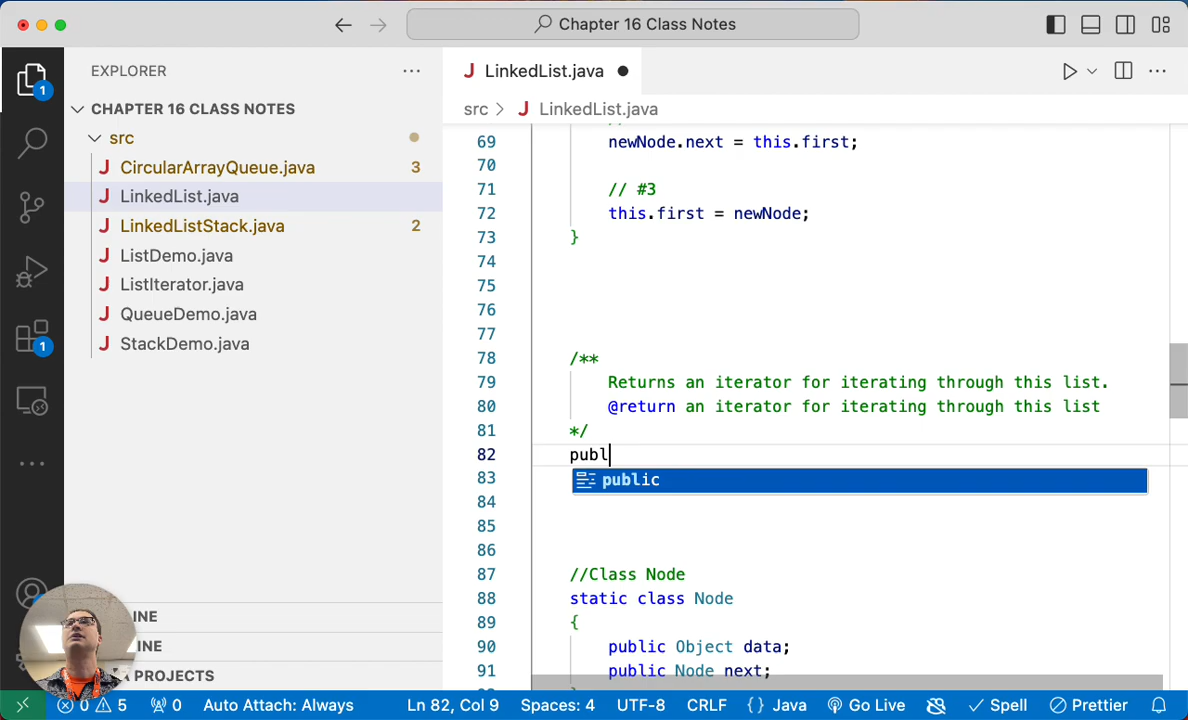 Chapter 16 Class Notes
EXPLORER
CHAPTER 16 CLASS NOTES
src
CircularArrayQueue.java 3
LinkedList.java
LinkedListStack.java 2
ListDemo.java
ListIterator.java
QueueDemo.java
StackDemo.java
INE
INE
PROJECTS
1
1
LinkedList.java
src > LinkedList.java
69 newNode.next = this.first;
70
71 // #3
72 this.first = newNode;
73 }
74
75
76
77
78 /**
79 Returns an iterator for iterating through this list.
80 @return an iterator for iterating through this list
81 */
82 publ
public
83
84
85
86
87 //Class Node
88 static class Node
89 {
90 public Object data;
91 public Node next;
0 5 0 Auto Attach: Always Ln 82, Col 9 Spaces: 4 UTF-8 CRLF {} Java Go Live Spell Prettier